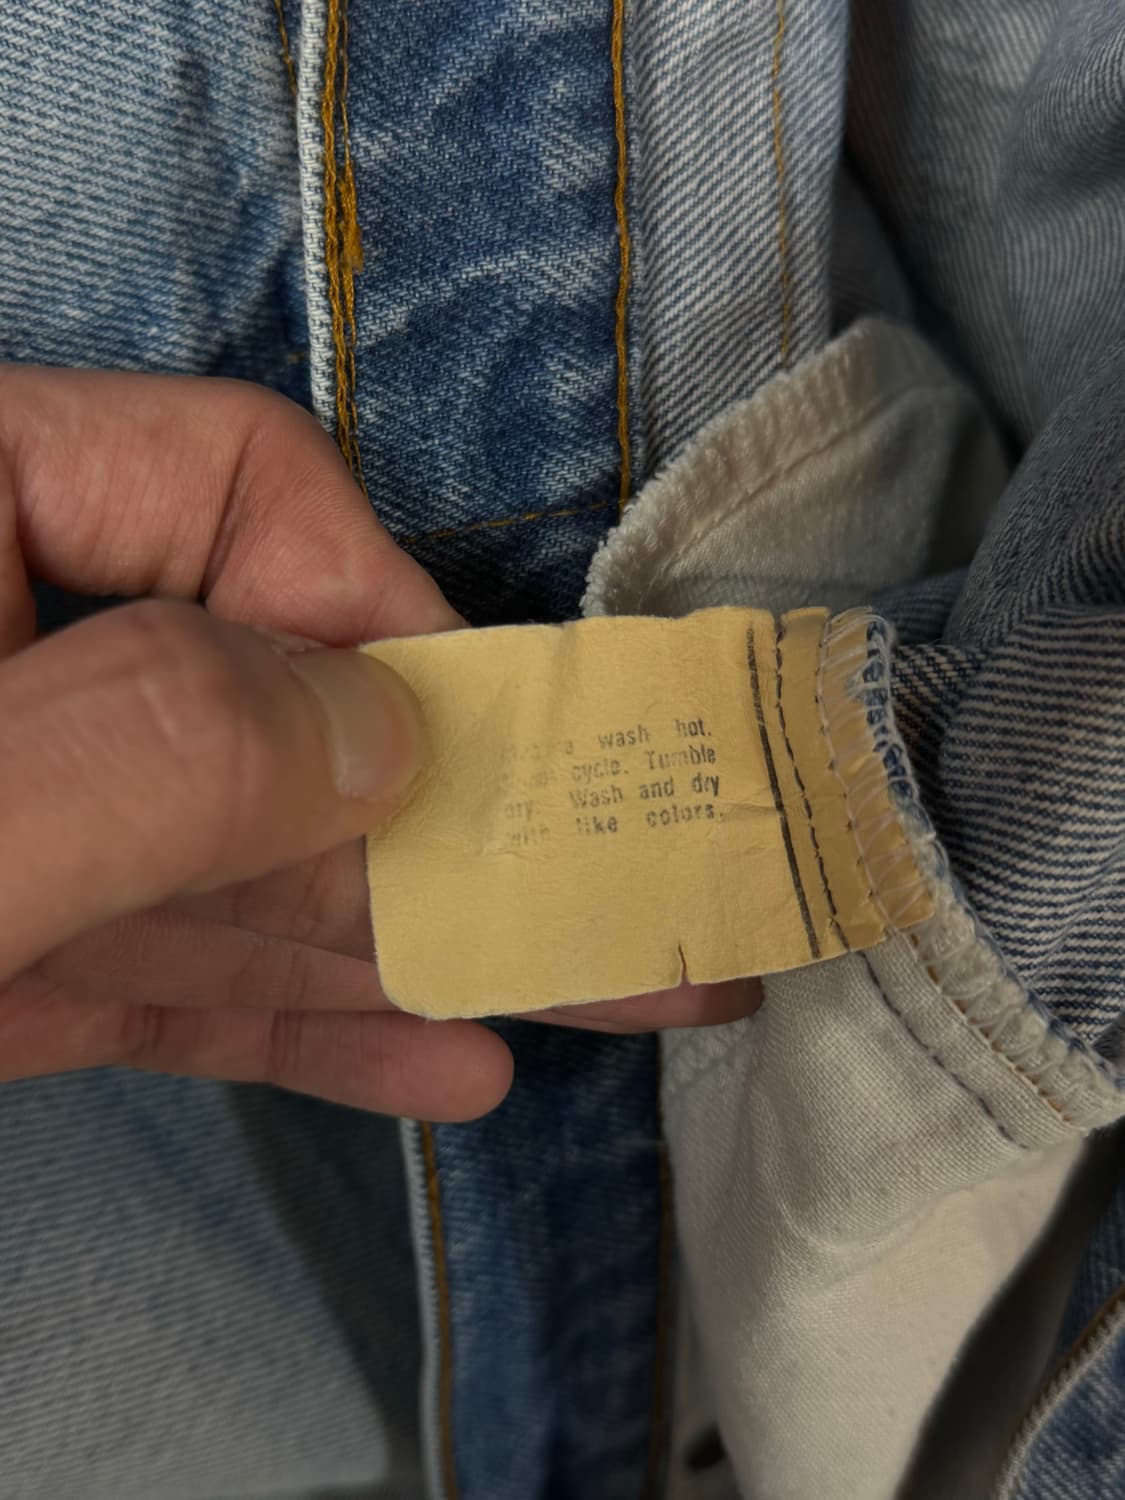 wash hot.
cycle. Tumble
dry. Wash and dry
with like colors.